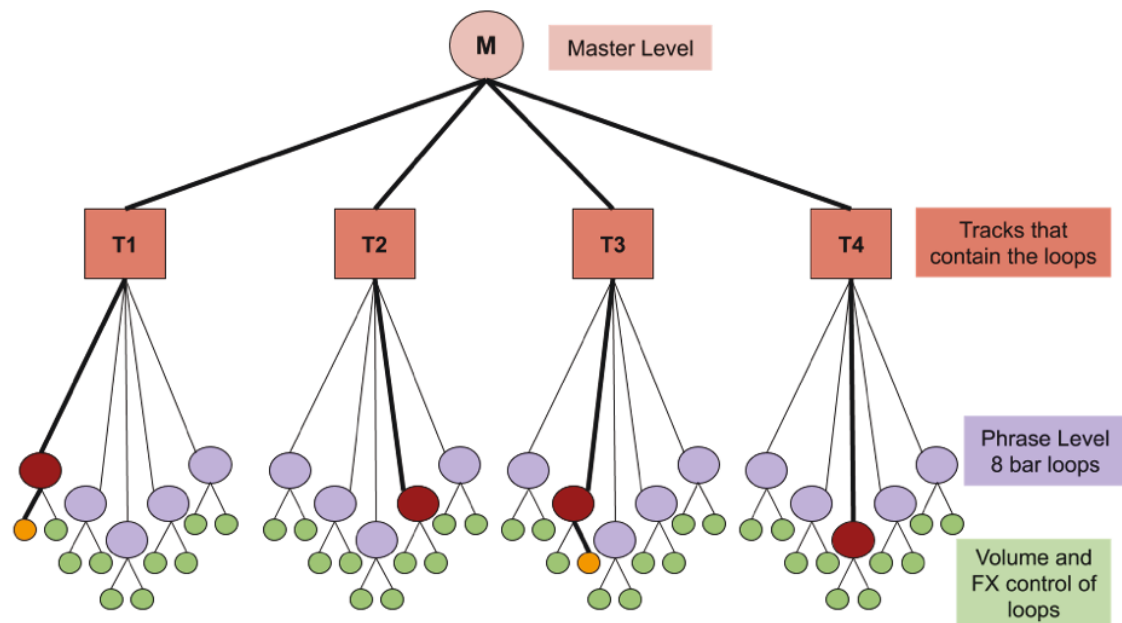 M
Master Level
T1
T2
T3
T4
Tracks that
contain the loops
Phrase Level
8 bar loops
Volume and
FX control of
loops